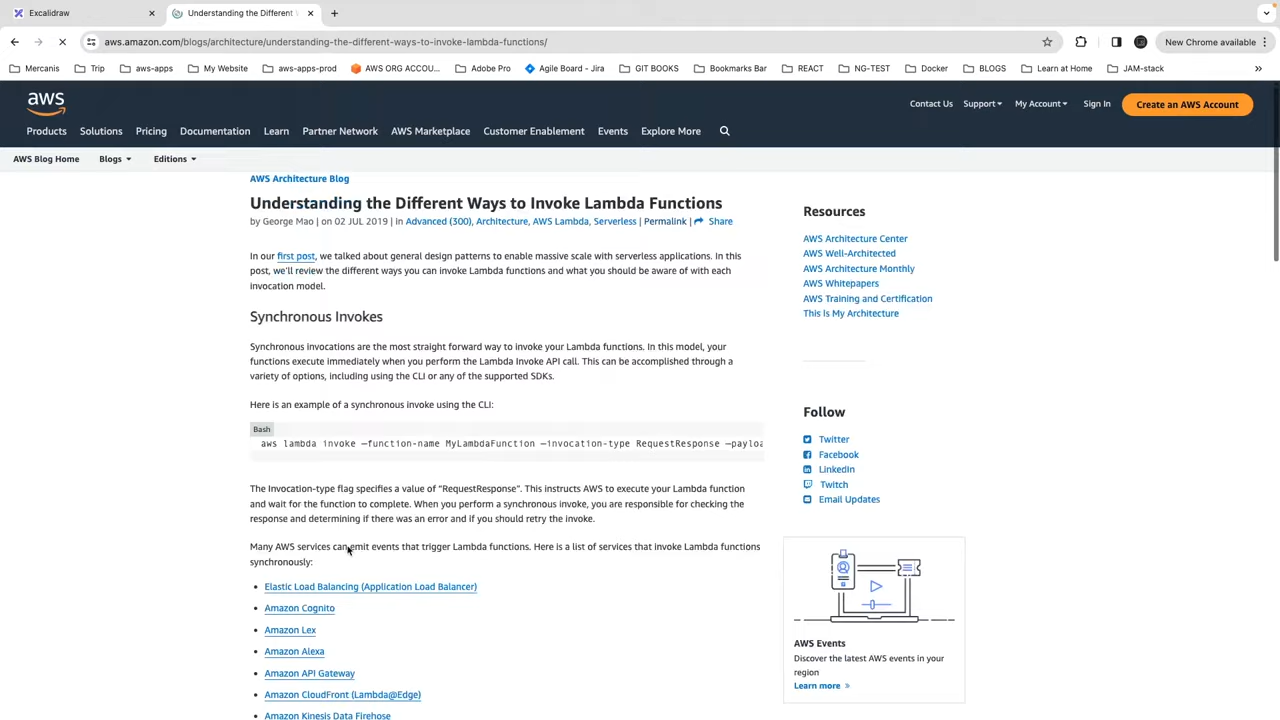 Excalidraw
Understanding the Different W
aws.amazon.com/blogs/architecture/understanding-the-different-ways-to-invoke-lambda-functions/
New Chrome available
Mercanis
Trip
aws-apps
My Website
aws-apps-prod
AWS ORG ACCOU...
Adobe Pro
Agile Board - Jira
GIT BOOKS
Bookmarks Bar
REACT
NG-TEST
Docker
BLOGS
Learn at Home
JAM-stack
»
aws
Contact Us
Support
My Account
Sign In
Create an AWS Account
Products
Solutions
Pricing
Documentation
Learn
Partner Network
AWS Marketplace
Customer Enablement
Events
Explore More
AWS Blog Home
Blogs
Editions
AWS Architecture Blog
Understanding the Different Ways to Invoke Lambda Functions
by George Mao | on 02 JUL 2019 | in Advanced (300), Architecture, AWS Lambda, Serverless | Permalink | Share
In our first post, we talked about general design patterns to enable massive scale with serverless applications. In this
post, we'll review the different ways you can invoke Lambda functions and what you should be aware of with each
invocation model.
Synchronous Invokes
Synchronous invocations are the most straight forward way to invoke your Lambda functions. In this model, your
functions execute immediately when you perform the Lambda Invoke API call. This can be accomplished through a
variety of options, including using the CLI or any of the supported SDKs.
Here is an example of a synchronous invoke using the CLI:
Bash
aws lambda invoke —function-name MyLambdaFunction —invocation-type RequestResponse —payloa
The Invocation-type flag specifies a value of "RequestResponse". This instructs AWS to execute your Lambda function
and wait for the function to complete. When you perform a synchronous invoke, you are responsible for checking the
response and determining if there was an error and if you should retry the invoke.
Many AWS services can emit events that trigger Lambda functions. Here is a list of services that invoke Lambda functions
synchronously:
• Elastic Load Balancing (Application Load Balancer)
• Amazon Cognito
• Amazon Lex
• Amazon Alexa
• Amazon API Gateway
• Amazon CloudFront (Lambda@Edge)
• Amazon Kinesis Data Firehose
Resources
AWS Architecture Center
AWS Well-Architected
AWS Architecture Monthly
AWS Whitepapers
AWS Training and Certification
This Is My Architecture
Follow
Twitter
Facebook
LinkedIn
Twitch
Email Updates
AWS Events
Discover the latest AWS events in your
region
Learn more »